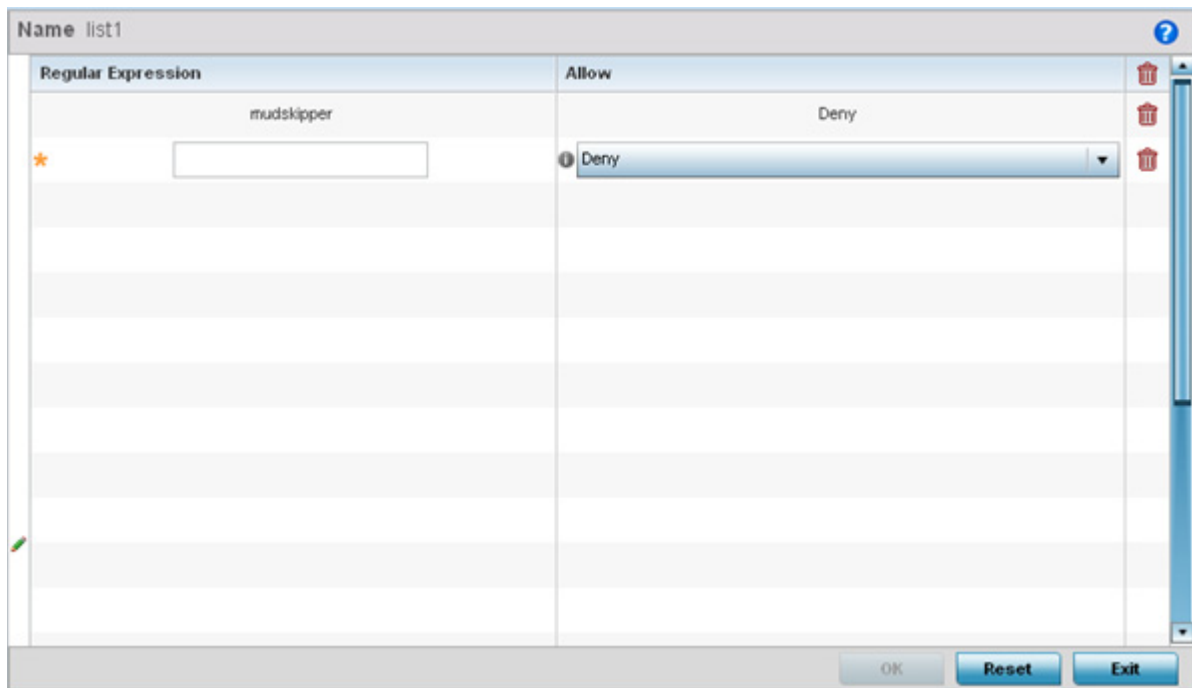 Name list1
Regular Expression Allow
mudskipper Deny
Deny
OK Reset Exit